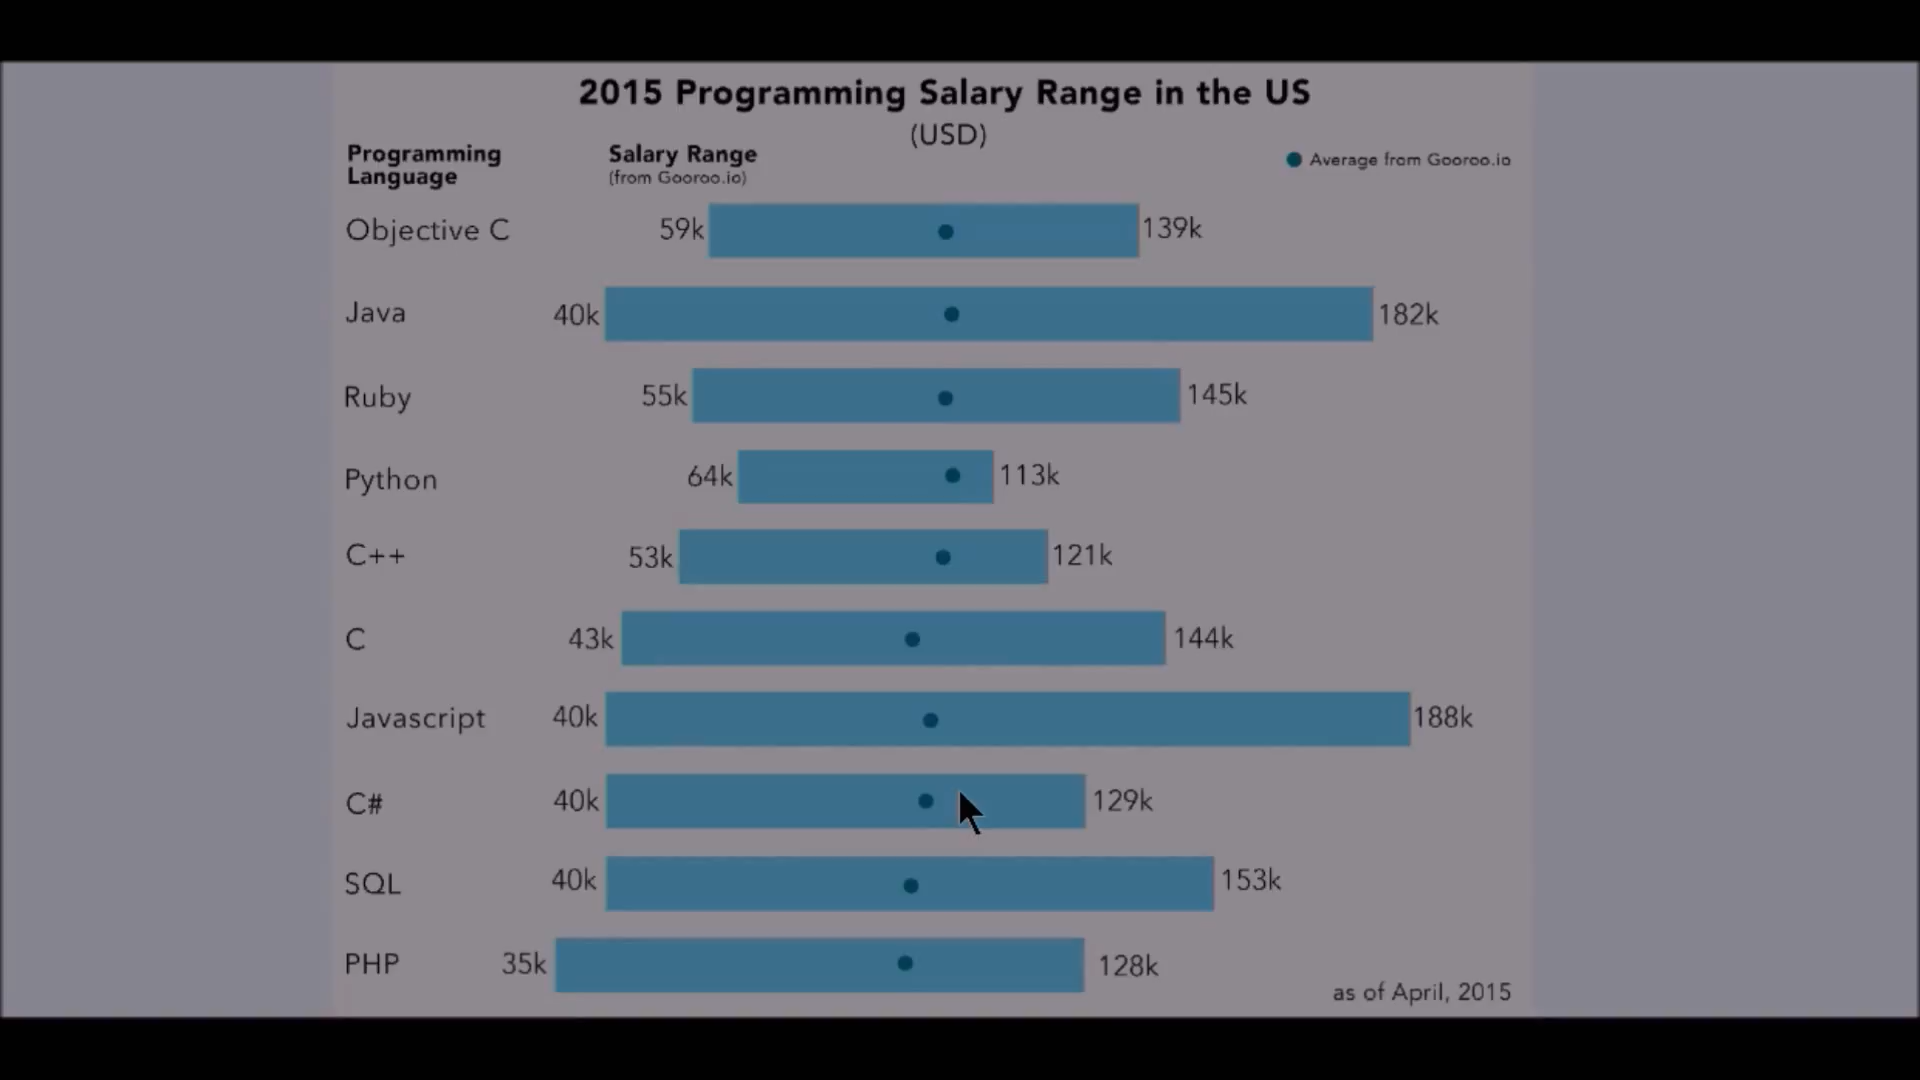 2015 Programming Salary Range in the US
(USD)
Programming
Language
Salary Range
(from Gooroo.io)
Average from Gooroo.io
Objective C 59k 139k
Java 40k 182k
Ruby 55k 145k
Python 64k 113k
C++ 53k 121k
C 43k 144k
Javascript 40k 188k
C# 40k 129k
SQL 40k 153k
PHP 35k 128k
as of April, 2015